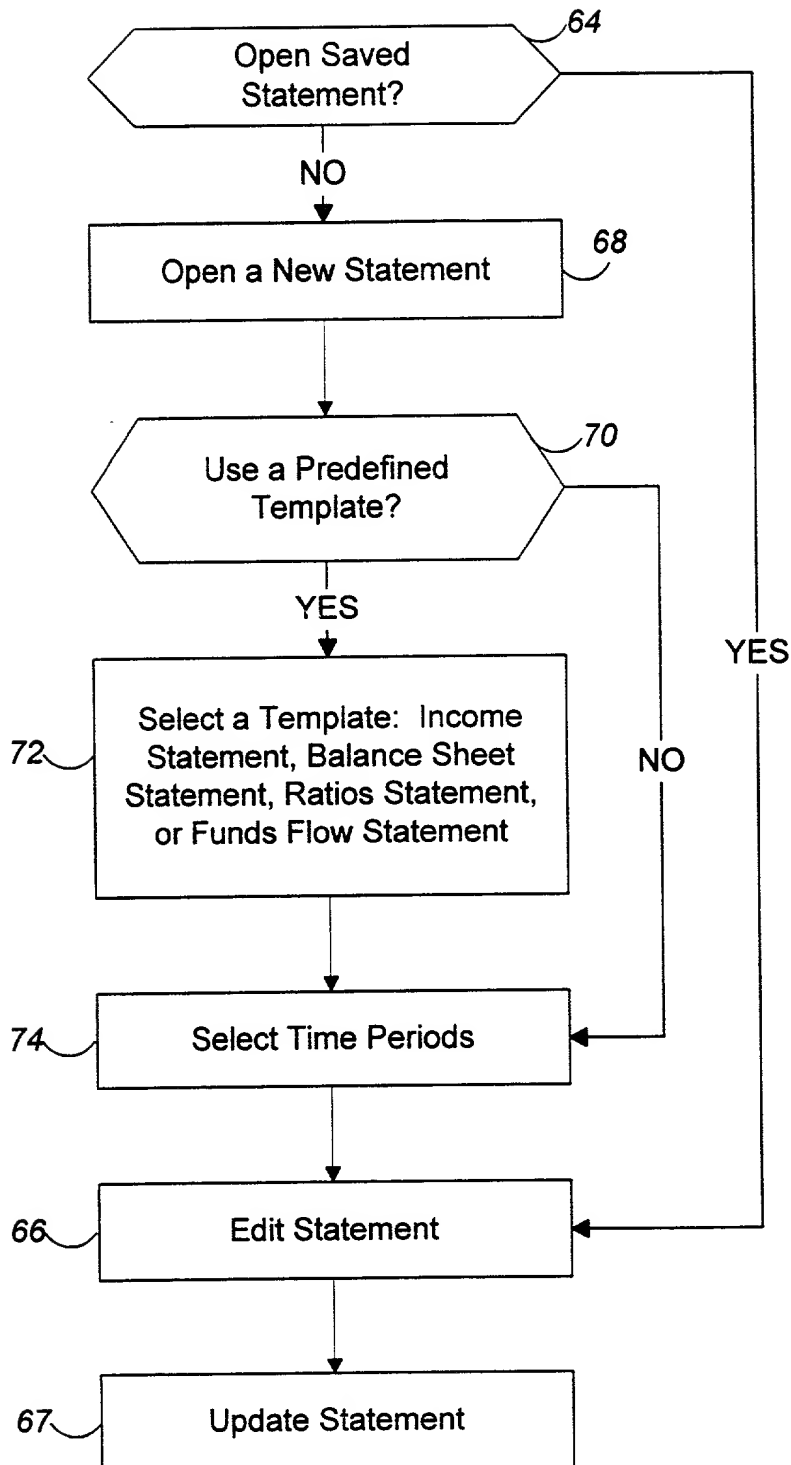 64
Open Saved
Statement?
NO
Open a New Statement
68
70
Use a Predefined
Template?
YES
YES
72
Select a Template: Income
Statement, Balance Sheet
Statement, Ratios Statement,
or Funds Flow Statement
NO
74
Select Time Periods
66
Edit Statement
67
Update Statement